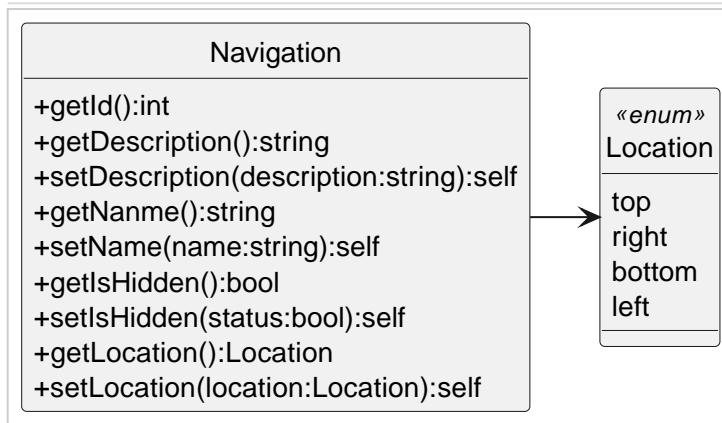 Navigation
+getId():int
+getDescription():string
+setDescription(description:string):self
+getNanme():string
+setName(name:string):self
+getIsHidden():bool
+setIsHidden(status:bool):self
+getLocation():Location
+setLocation(location:Location):self
«enum»
Location
top
right
bottom
left